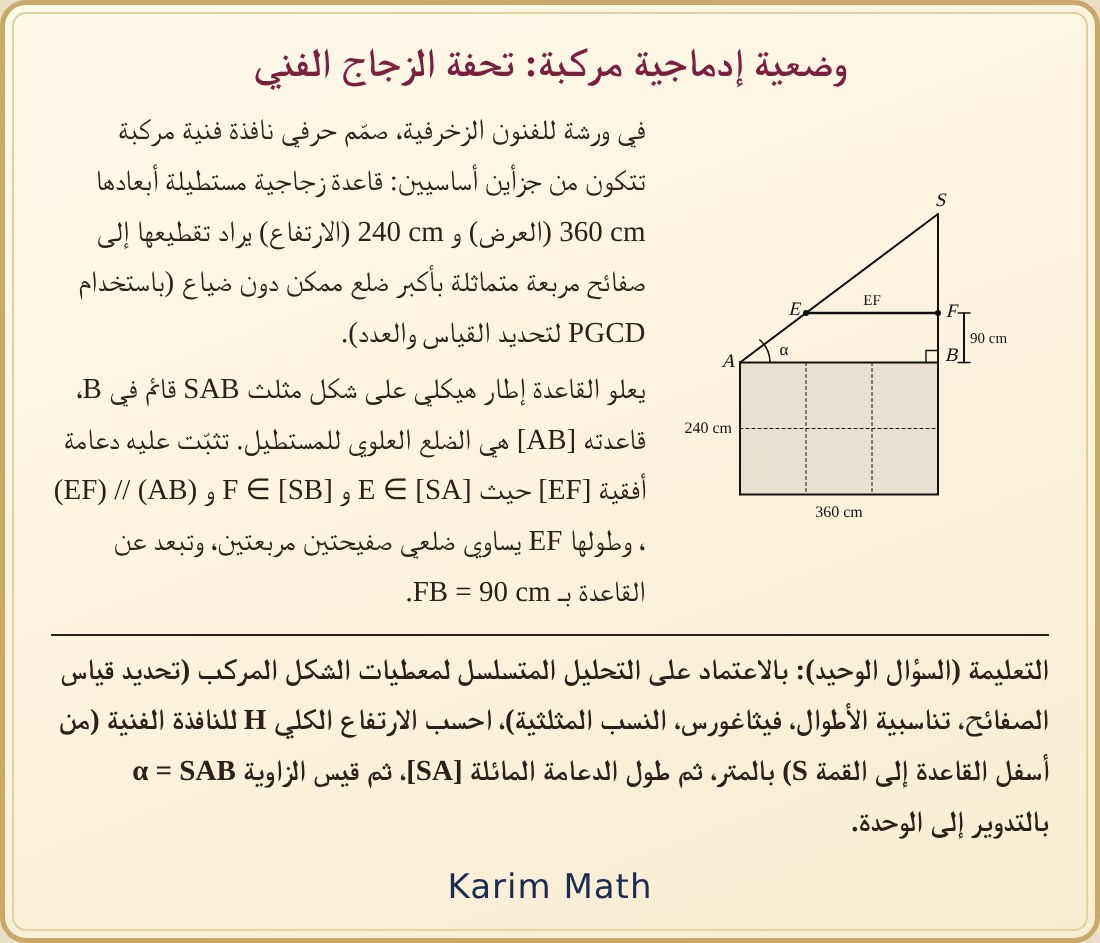 وضعية إدماجية مركبة: تحفة الزجاج الفني
في ورشة للفنون الزخرفية، صمّم حرفي نافذة فنية مركبة
تتكون من جزأين أساسيين: قاعدة زجاجية مستطيلة أبعادها
360 cm (العرض) و 240 cm (الارتفاع) يراد تقطيعها إلى
صفائح مربعة متماثلة بأكبر ضلع ممكن دون ضياع (باستخدام
PGCD لتحديد القياس والعدد).
يعلو القاعدة إطار هيكلي على شكل مثلث SAB قائم في B،
قاعدته [AB] هي الضلع العلوي للمستطيل. تثبّت عليه دعامة
أفقية [EF] حيث E ∈ [SA] و F ∈ [SB] و (EF) // (AB)
، وطولها EF يساوي ضلعي صفيحتين مربعتين، وتبعد عن
القاعدة بـ FB = 90 cm.
S
E
EF
F
90 cm
α
A
B
240 cm
360 cm
التعليمة (السؤال الوحيد): بالاعتماد على التحليل المتسلسل لمعطيات الشكل المركب (تحديد قياس
الصفائح، تناسبية الأطوال، فيثاغورس، النسب المثلثية)، احسب الارتفاع الكلي H للنافذة الفنية (من
أسفل القاعدة إلى القمة S) بالمتر، ثم طول الدعامة المائلة [SA]، ثم قيس الزاوية α = SAB
بالتدوير إلى الوحدة.
Karim Math